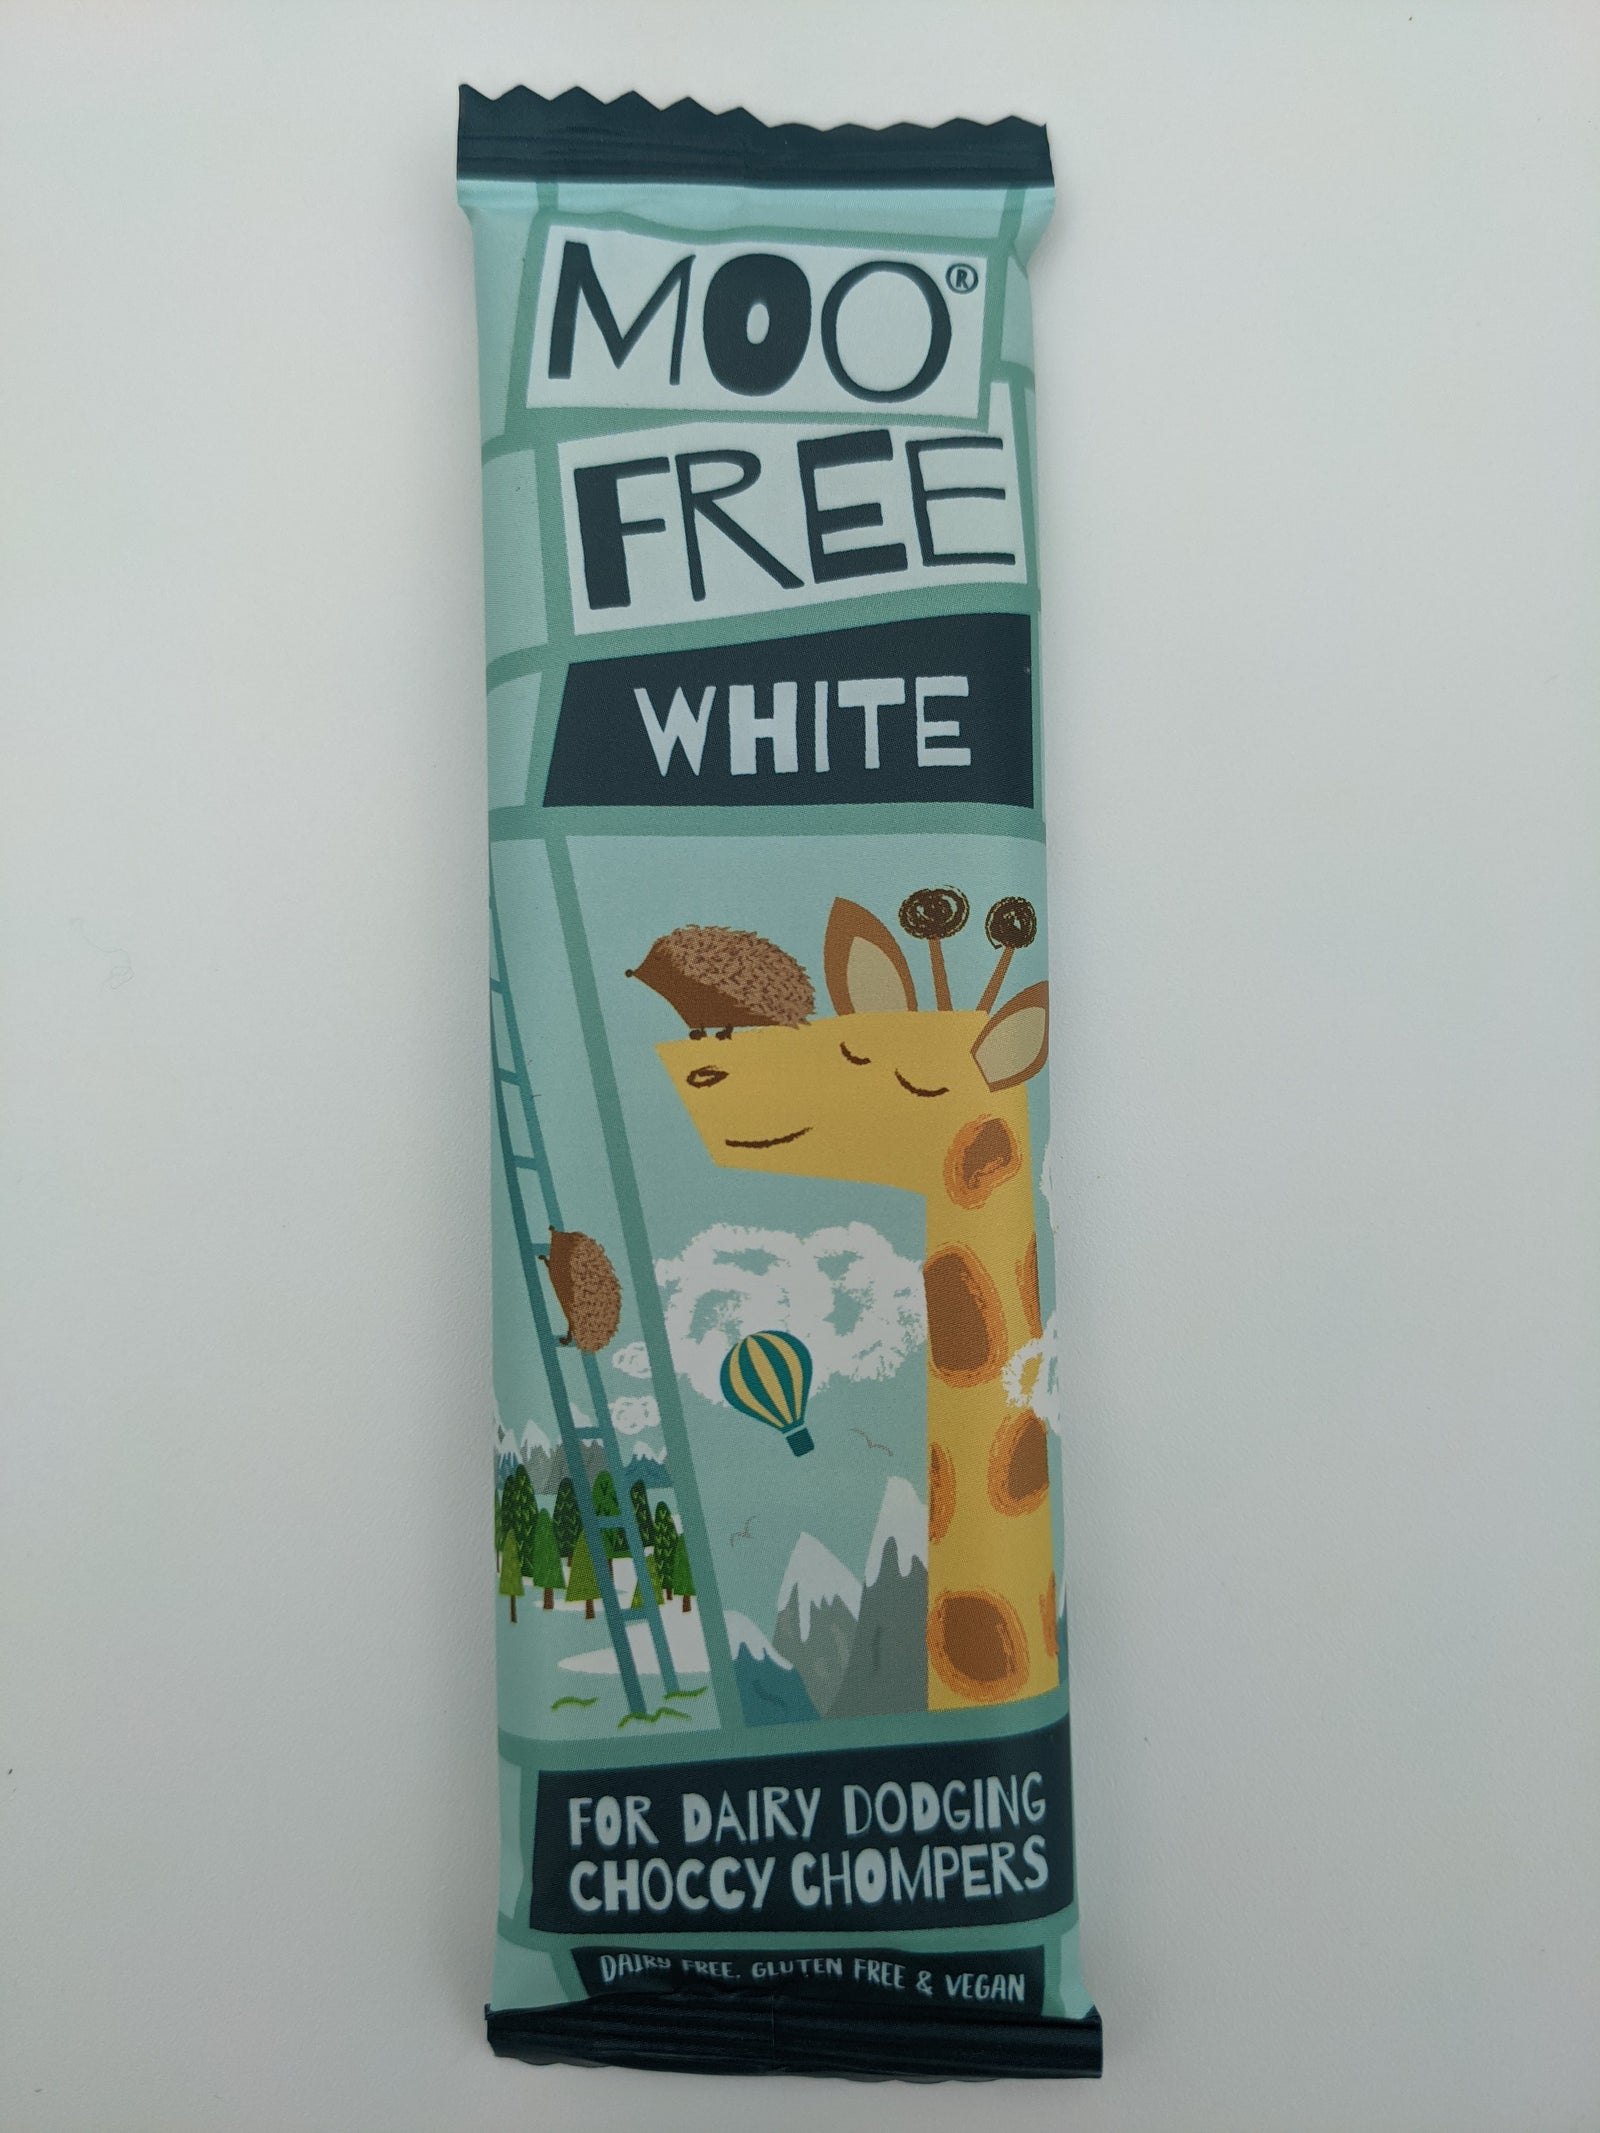 MOO®
FREE
WHITE
FOR DAIRY DODGING
CHOCCY CHOMPERS
DAIRY FREE, GLUTEN FREE & VEGAN